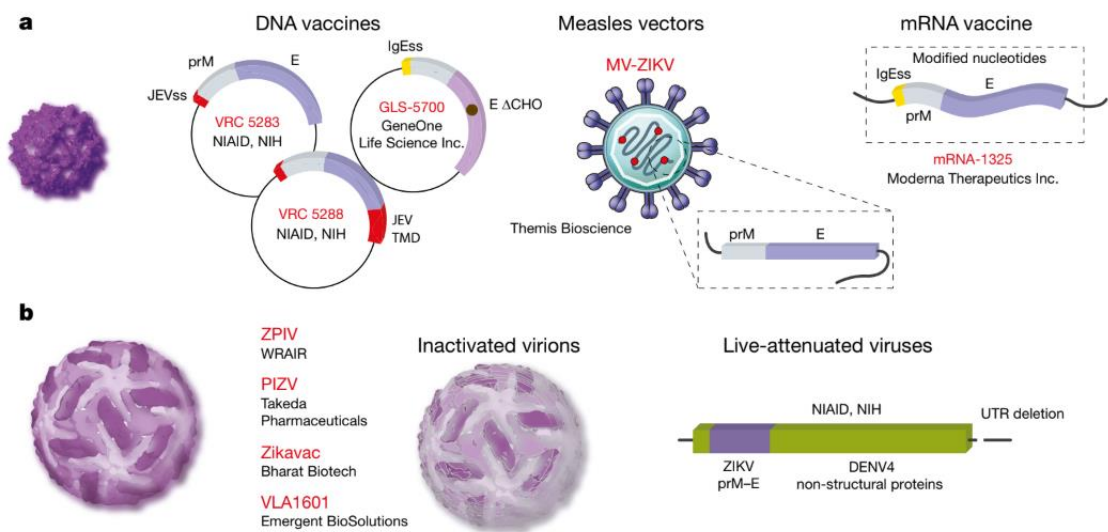 a
DNA vaccines
Measles vectors
mRNA vaccine
prM
E
JEVss
VRC 5283
NIAID, NIH
IgEss
E ΔCHO
GLS-5700
GeneOne
Life Science Inc.
VRC 5288
NIAID, NIH
JEV
TMD
MV-ZIKV
Themis Bioscience
prM
E
Modified nucleotides
IgEss
E
prM
mRNA-1325
Moderna Therapeutics Inc.
b
ZPIV
WRAIR
PIZV
Takeda
Pharmaceuticals
Zikavac
Bharat Biotech
VLA1601
Emergent BioSolutions
Inactivated virions
Live-attenuated viruses
NIAID, NIH
UTR deletion
ZIKV
prM–E
DENV4
non-structural proteins